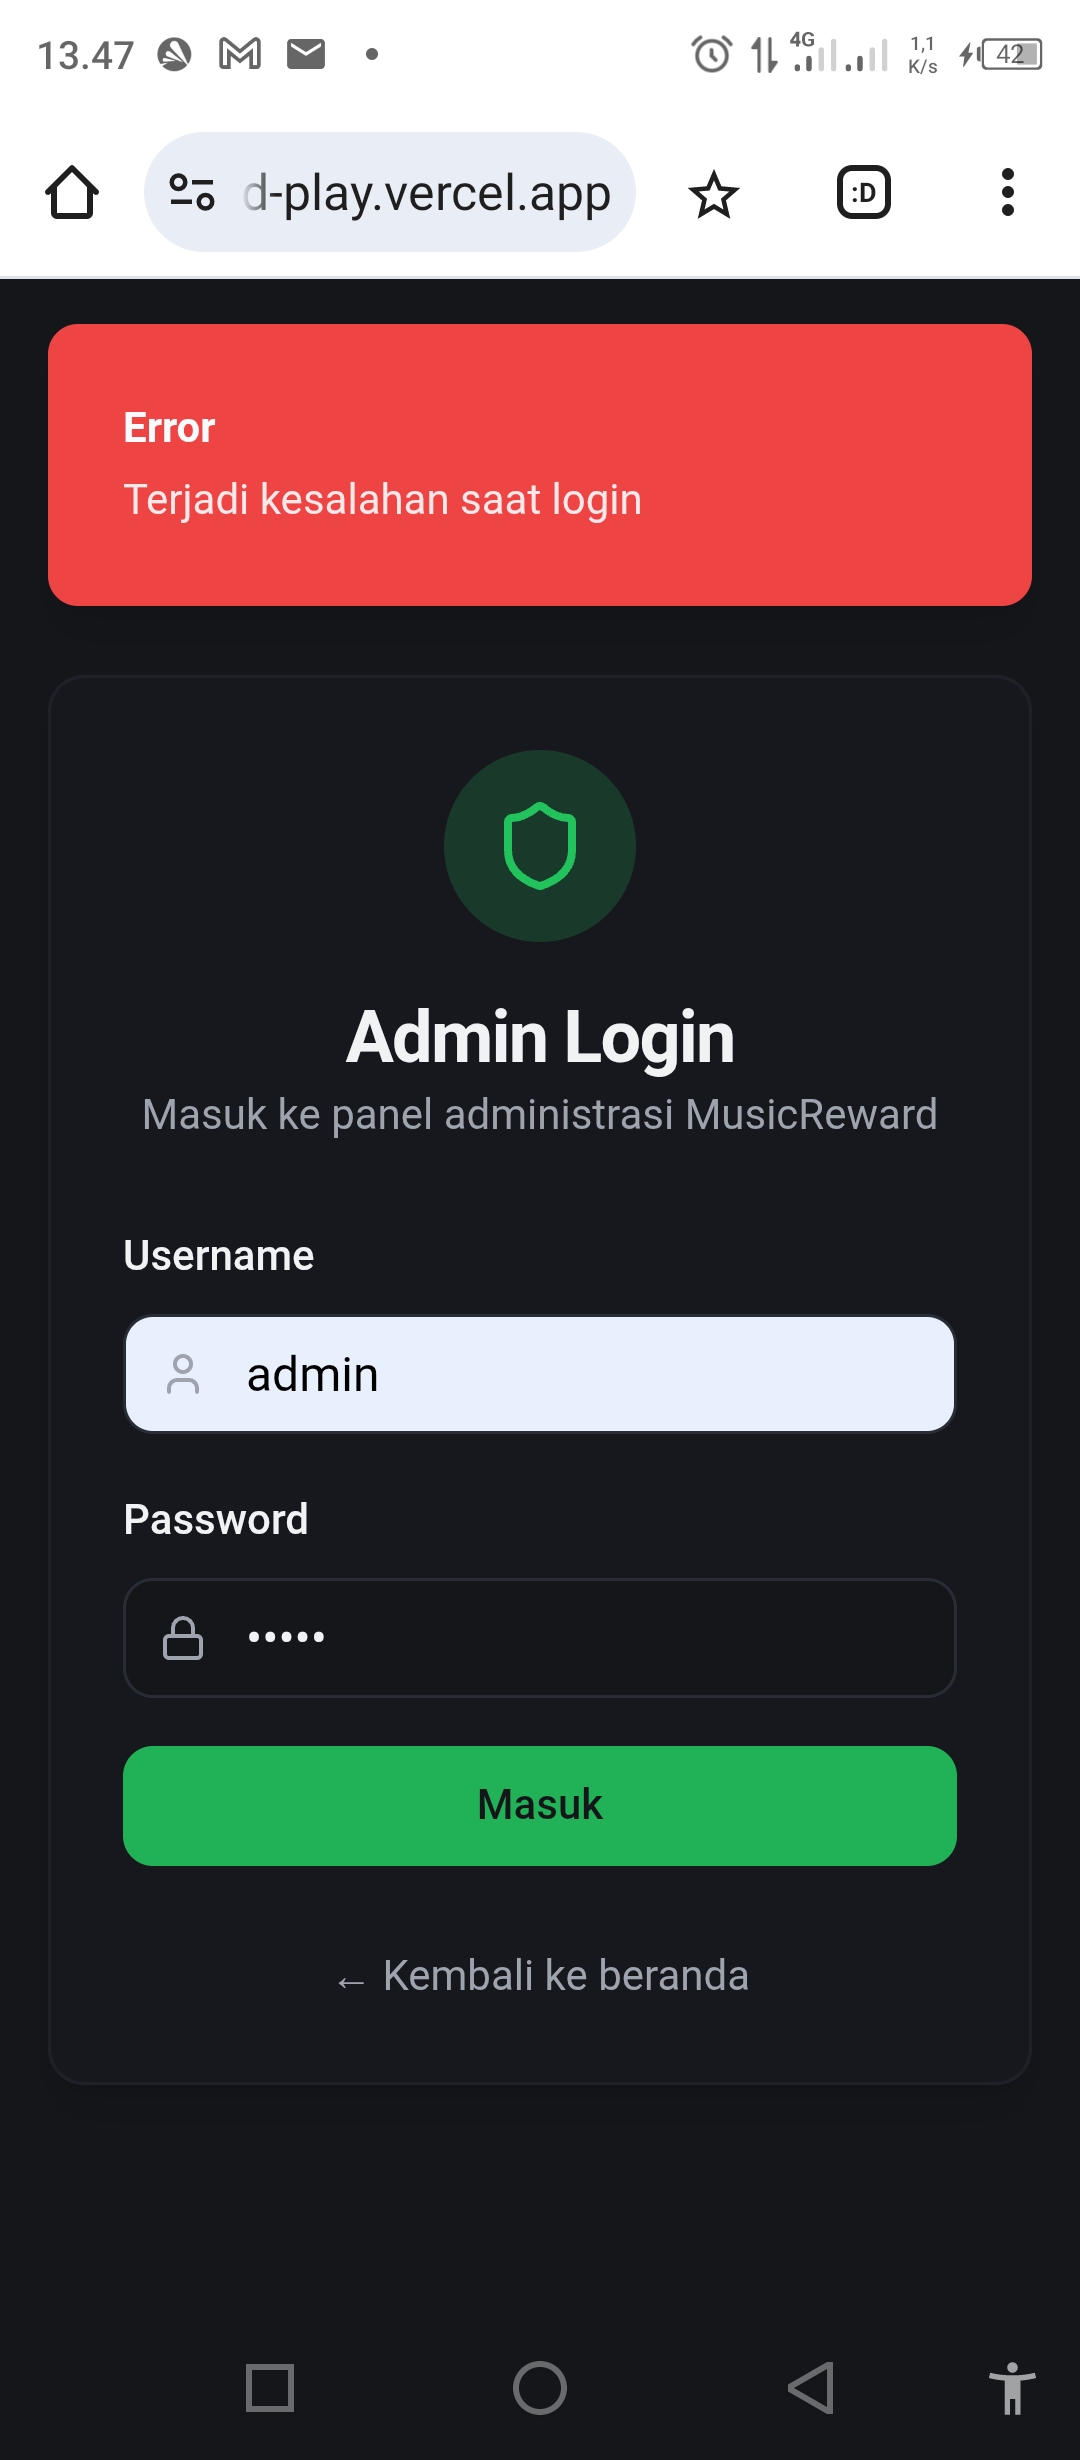 13.47
4G
1,1
K/s
42
d-play.vercel.app
:D
Error
Terjadi kesalahan saat login
Admin Login
Masuk ke panel administrasi MusicReward
Username
admin
Password
•••••
Masuk
← Kembali ke beranda